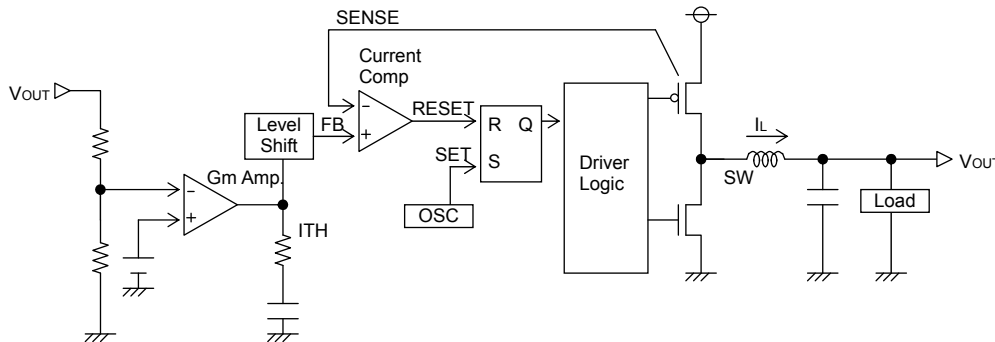 SENSE
Current
Comp
VOUT
Level
Shift
FB
−
+
RESET
R Q
S
SET
OSC
Gm Amp.
−
+
ITH
Driver
Logic
IL
SW
VOUT
Load